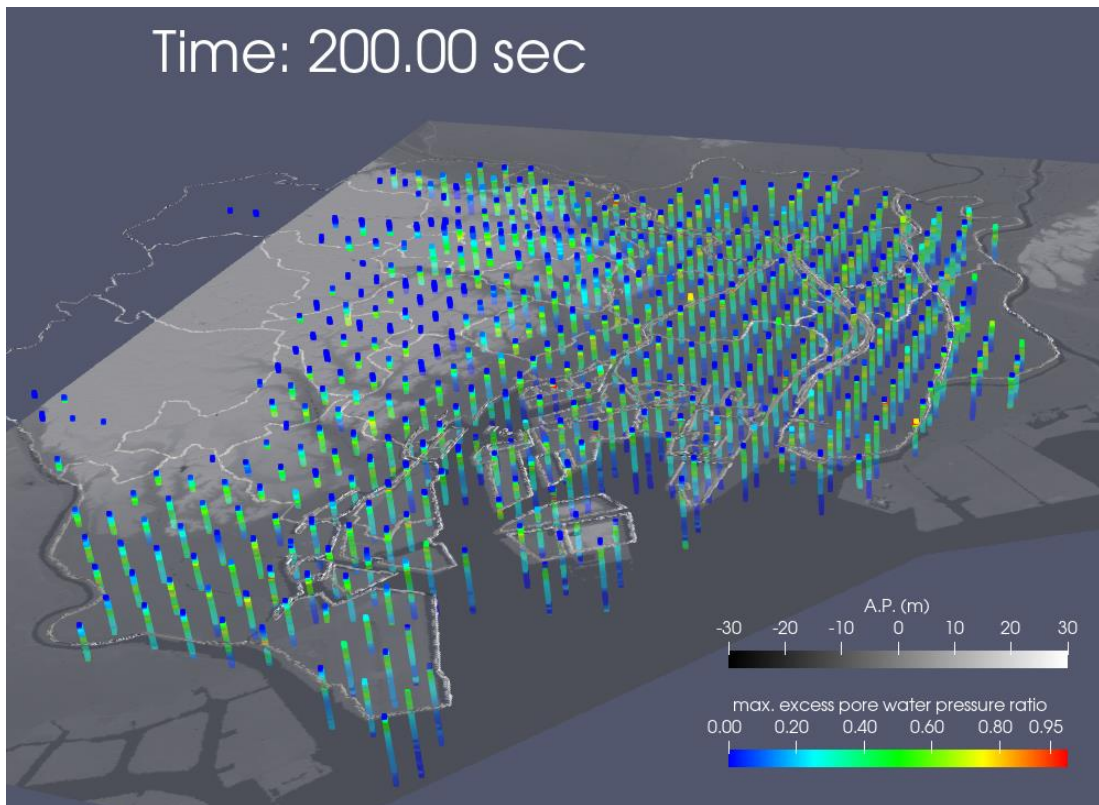 Time: 200.00 sec
A.P. (m)
-30 -20 -10 0 10 20 30
max. excess pore water pressure ratio
0.00 0.20 0.40 0.60 0.80 0.95